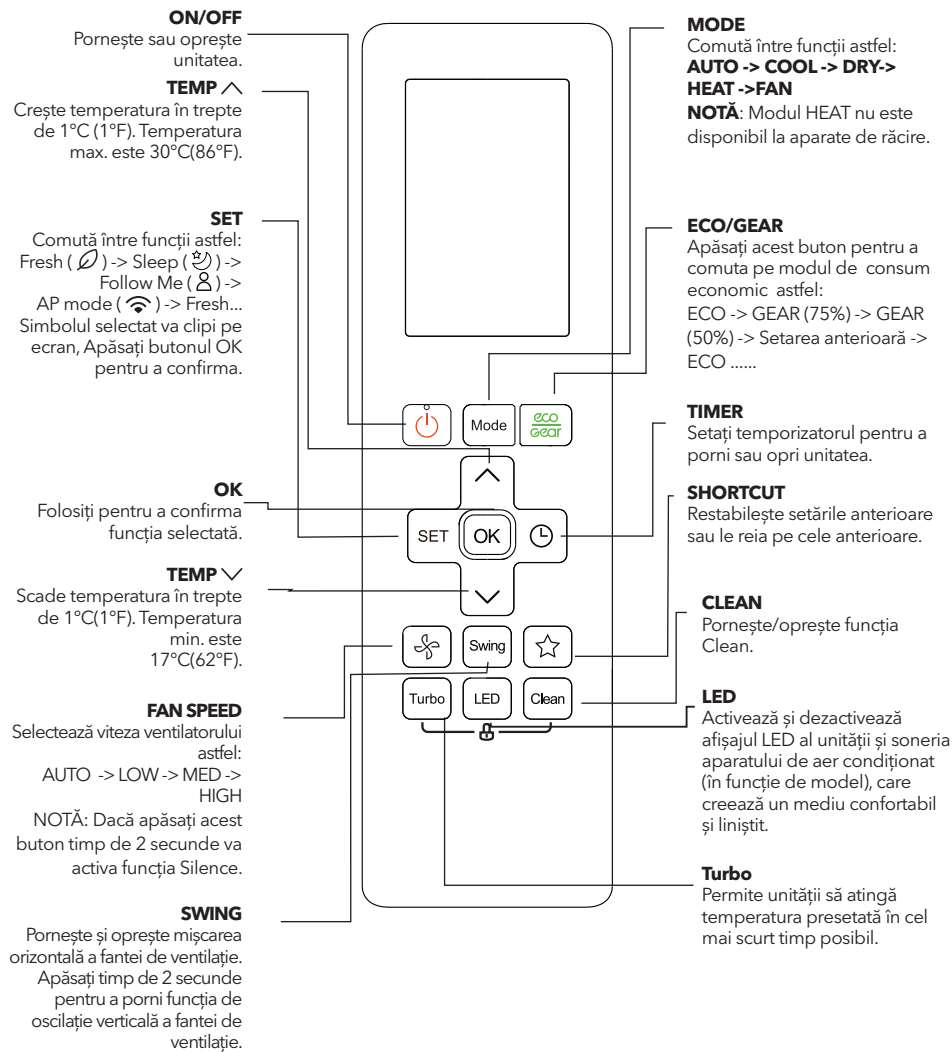 ON/OFF
Pornește sau oprește
unitatea.
TEMP
Crește temperatura în trepte
de 1°C (1°F). Temperatura
max. este 30°C(86°F).
SET
Comută între funcții astfel:
Fresh ( ) -> Sleep ( ) ->
Follow Me ( ) ->
AP mode ( ) -> Fresh...
Simbolul selectat va clipi pe
ecran, Apăsați butonul OK
pentru a confirma.
OK
Folosiți pentru a confirma
funcția selectată.
TEMP
Scade temperatura în trepte
de 1°C(1°F). Temperatura
min. este
17°C(62°F).
FAN SPEED
Selectează viteza ventilatorului
astfel:
AUTO -> LOW -> MED ->
HIGH
NOTĂ: Dacă apăsați acest
buton timp de 2 secunde va
activa funcția Silence.
SWING
Pornește și oprește mișcarea
orizontală a fantei de ventilație.
Apăsați timp de 2 secunde
pentru a porni funcția de
oscilație verticală a fantei de
ventilație.
Mode
eco
Gear
SET
OK
Swing
Turbo
LED
Clean
MODE
Comută între funcții astfel:
AUTO -> COOL -> DRY->
HEAT ->FAN
NOTĂ: Modul HEAT nu este
disponibil la aparate de răcire.
ECO/GEAR
Apăsați acest buton pentru a
comuta pe modul de consum
economic astfel:
ECO -> GEAR (75%) -> GEAR
(50%) -> Setarea anterioară ->
ECO ......
TIMER
Setați temporizatorul pentru a
porni sau opri unitatea.
SHORTCUT
Restabilește setările anterioare
sau le reia pe cele anterioare.
CLEAN
Pornește/oprește funcția
Clean.
LED
Activează și dezactivează
afișajul LED al unității și soneria
aparatului de aer condiționat
(în funcție de model), care
creează un mediu confortabil
și liniștit.
Turbo
Permite unității să atingă
temperatura presetată în cel
mai scurt timp posibil.